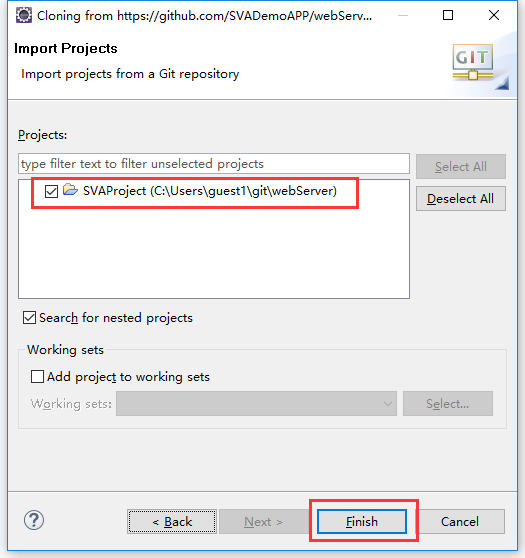 Cloning from https://github.com/SVADemoAPP/webServ...
Import Projects
Import projects from a Git repository
GIT
Projects:
type filter text to filter unselected projects
Select All
SVAProject (C:\Users\guest1\git\webServer)
Deselect All
Search for nested projects
Working sets
Add project to working sets
Working sets:
Select...
?
< Back
Next >
Finish
Cancel